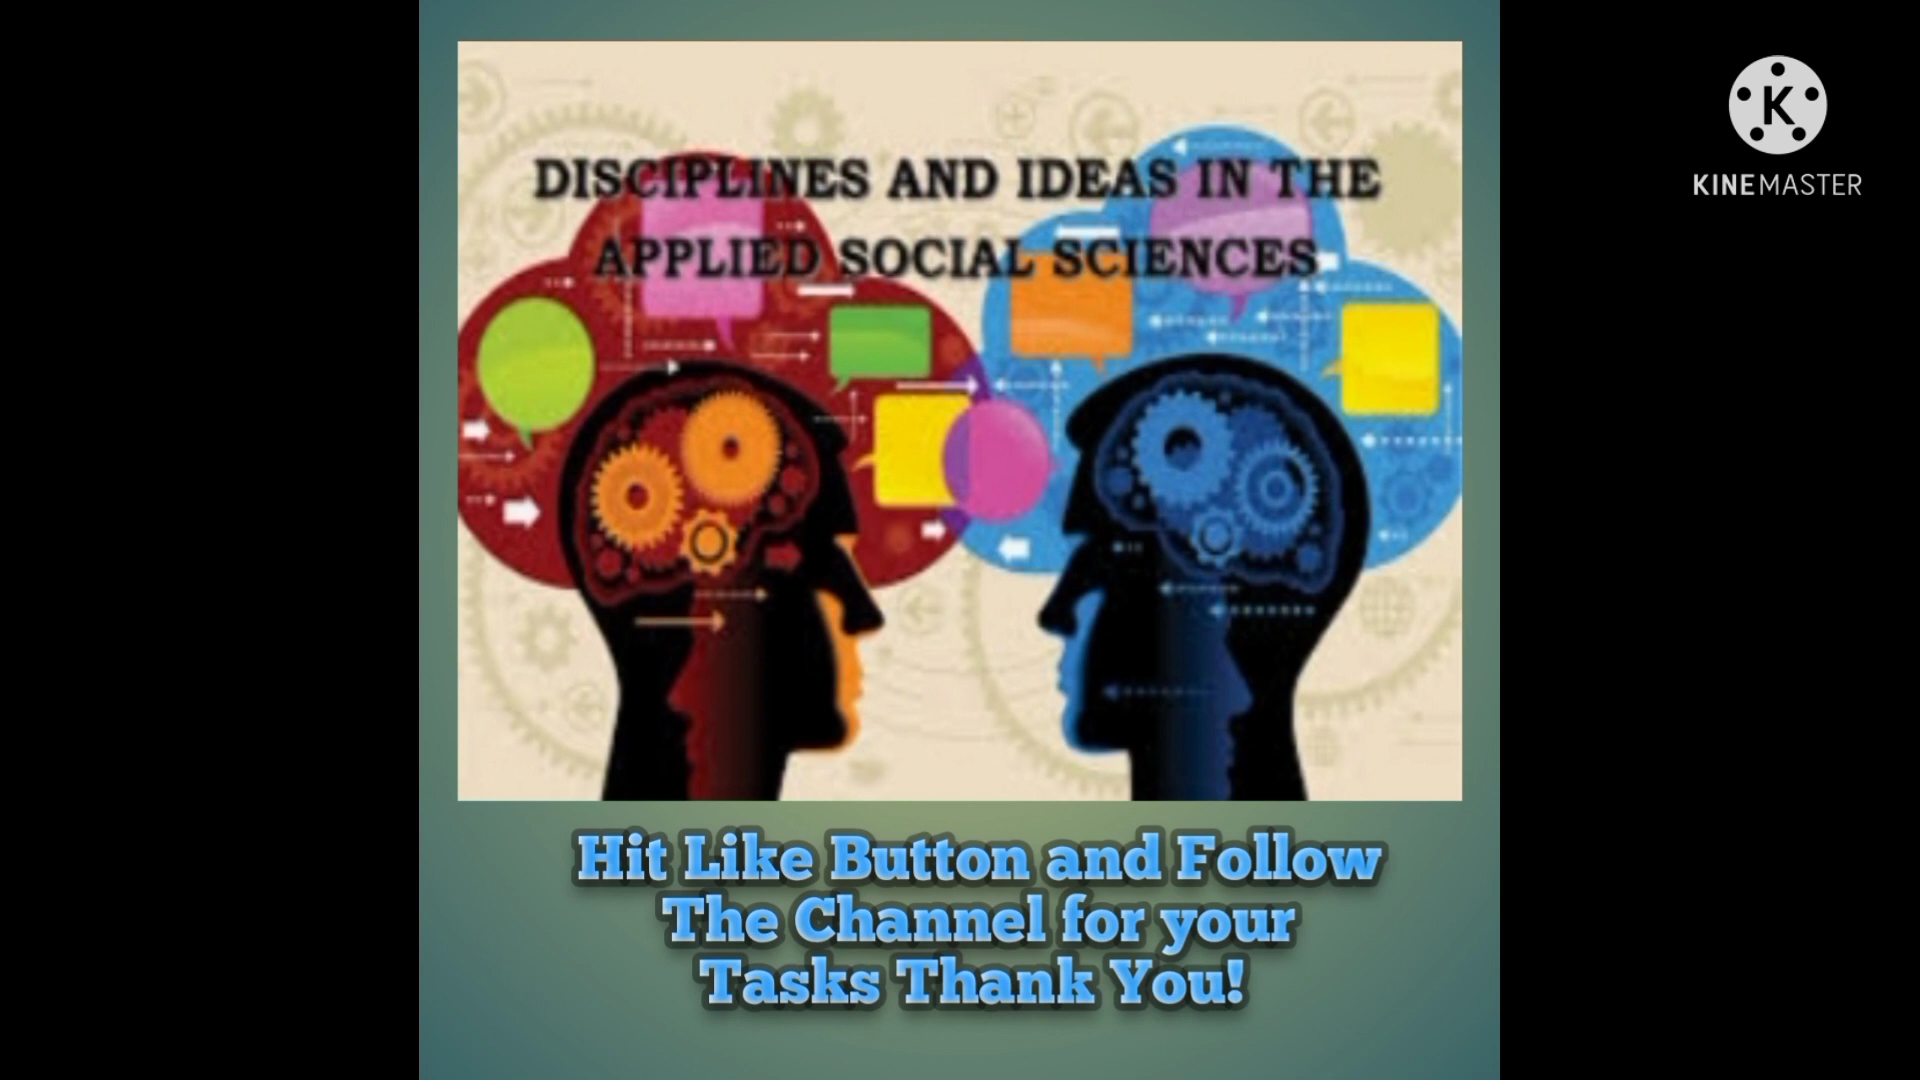 DISCIPLINES AND IDEAS IN THE
APPLIED SOCIAL SCIENCES
K
KINEMASTER
Hit Like Button and Follow
The Channel for your
Tasks Thank You!